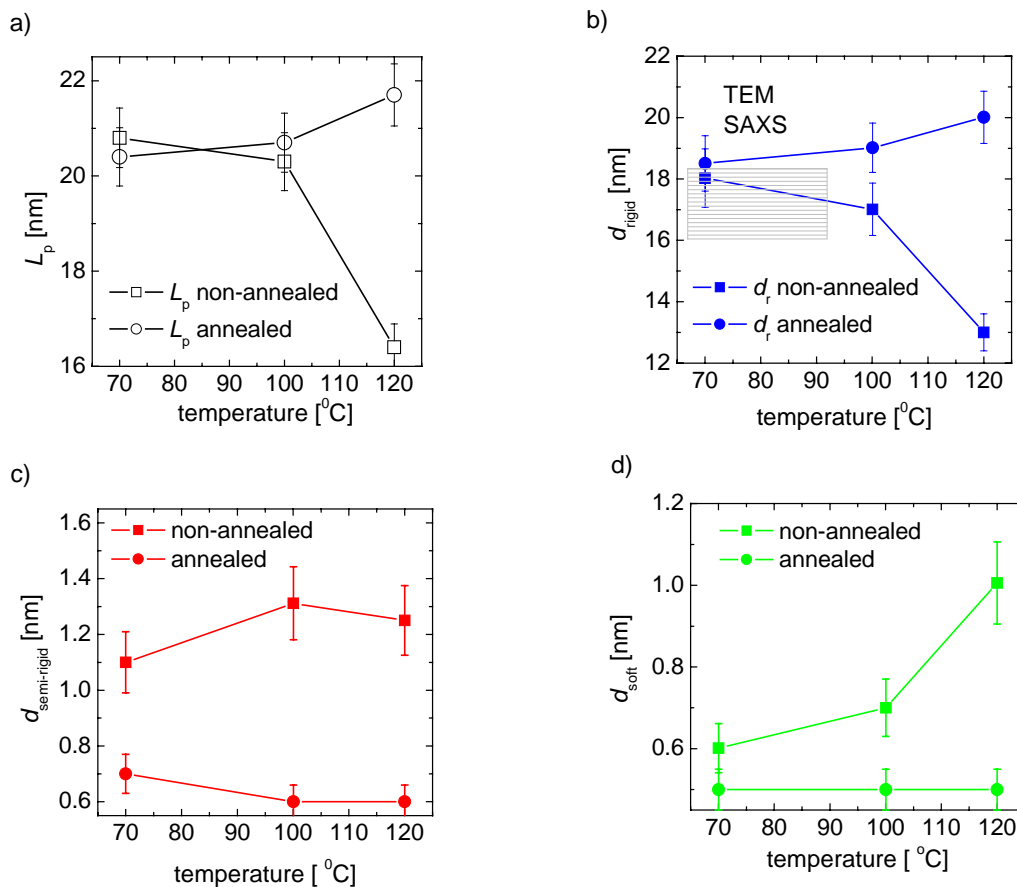 a)
22
20
18
16
L_p [nm]
L_p non-annealed
L_p annealed
70 80 90 100 110 120
temperature [⁰C]
b)
22
20
18
16
14
12
d_rigid [nm]
TEM
SAXS
d_r non-annealed
d_r annealed
70 80 90 100 110 120
temperature [⁰C]
c)
1.6
1.4
1.2
1.0
0.8
0.6
d_semi-rigid [nm]
non-annealed
annealed
70 80 90 100 110 120
temperature [ ⁰C]
d)
1.2
1.0
0.8
0.6
d_soft [nm]
non-annealed
annealed
70 80 90 100 110 120
temperature [ ᵒC]